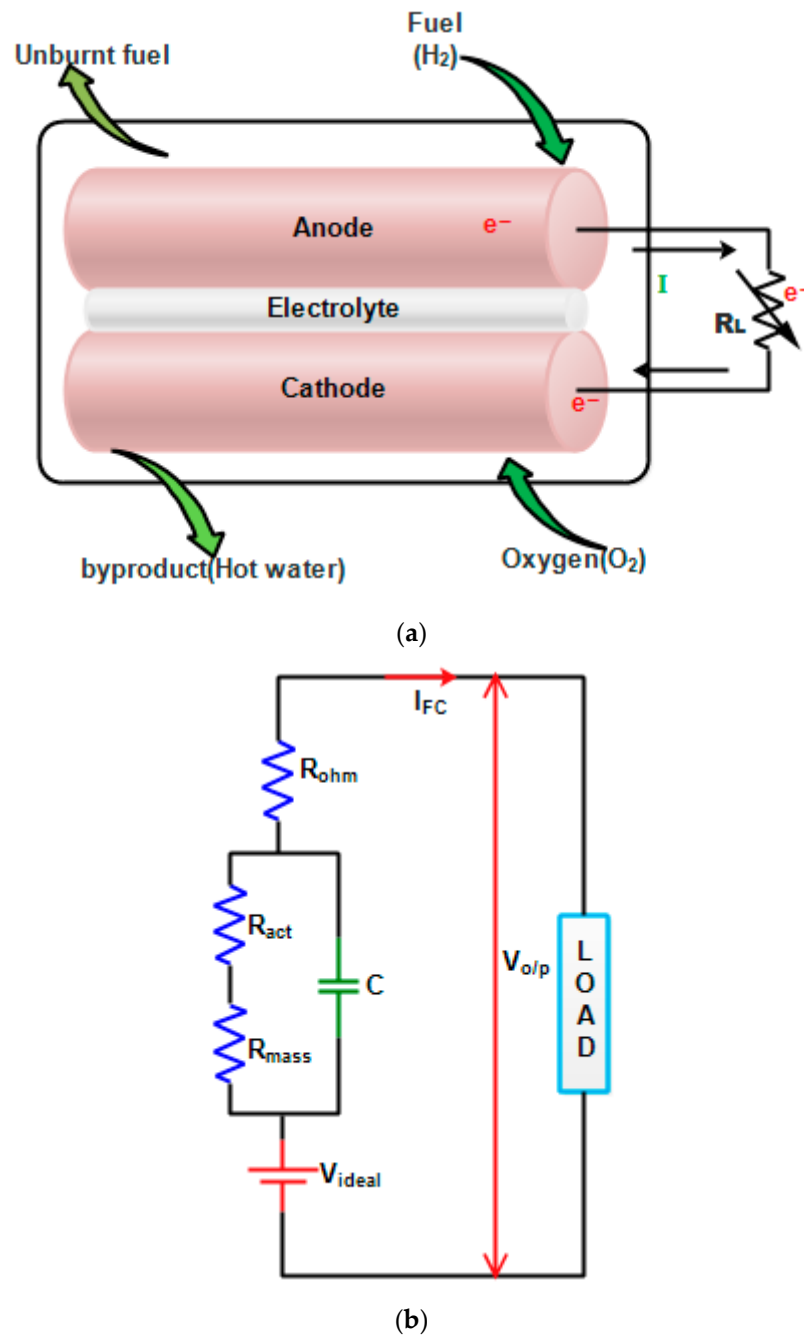 Fuel
(H₂)
Unburnt fuel
Anode
e⁻
I
e⁻
Electrolyte
RL
Cathode
e⁻
byproduct(Hot water)
Oxygen(O₂)
(a)
IFC
Rohm
Ract
C
Vo/p
L
O
A
D
Rmass
Videal
(b)